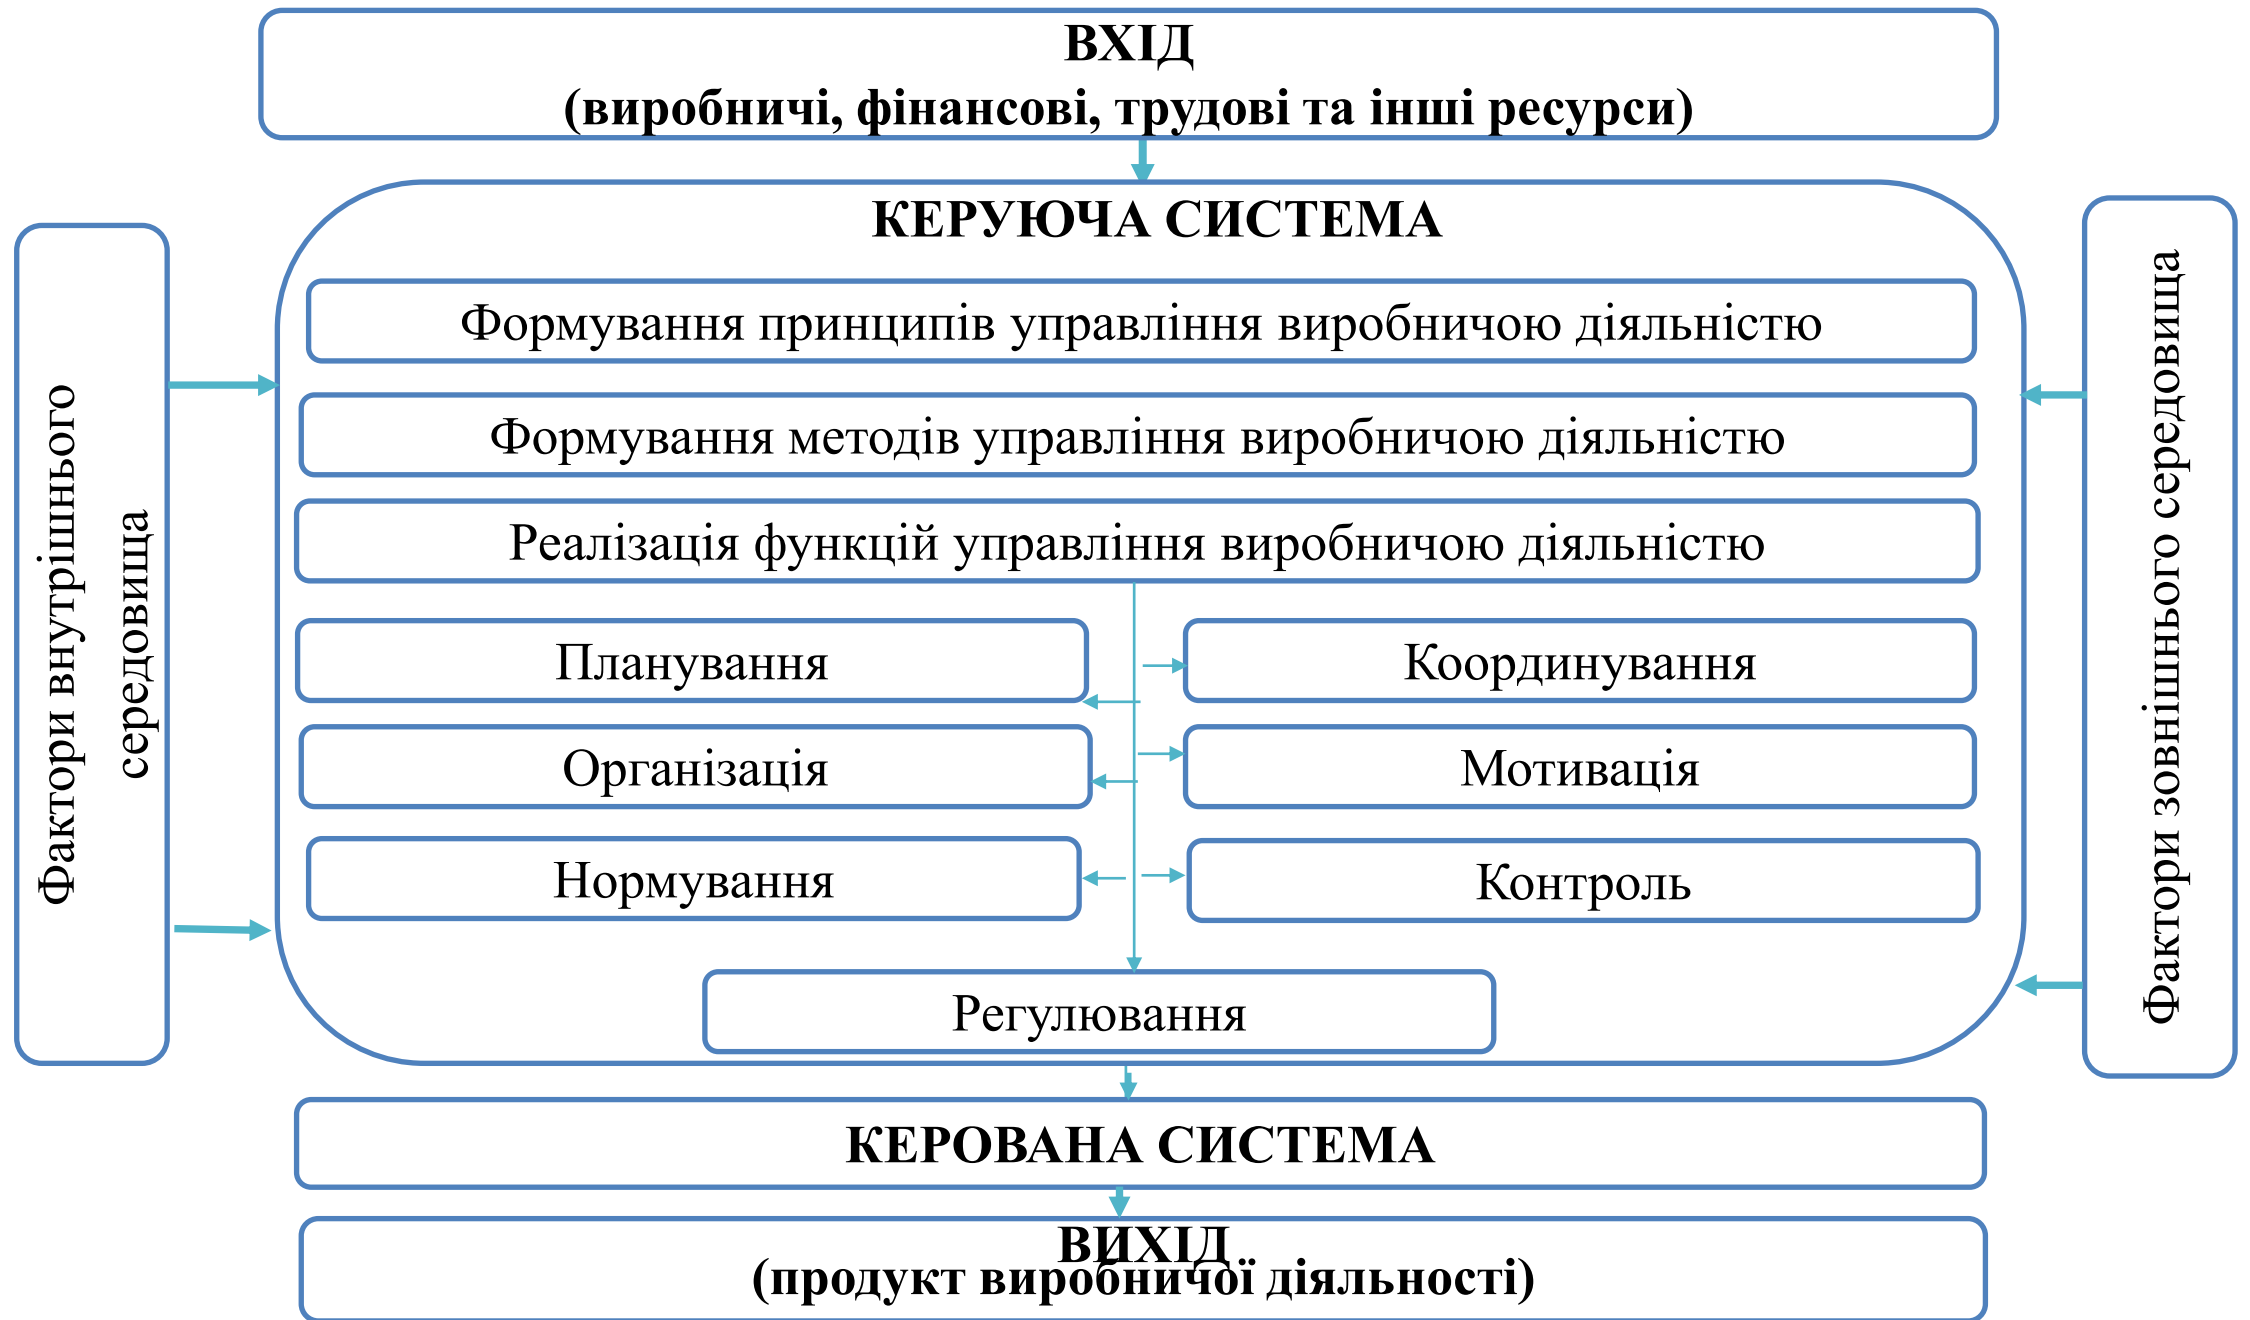 ВХІД
(виробничі, фінансові, трудові та інші ресурси)
КЕРУЮЧА СИСТЕМА
Формування принципів управління виробничою діяльністю
Формування методів управління виробничою діяльністю
Реалізація функцій управління виробничою діяльністю
Планування
Координування
Організація
Мотивація
Нормування
Контроль
Регулювання
Фактори внутрішнього
середовища
Фактори зовнішнього середовища
КЕРОВАНА СИСТЕМА
ВИХІД
(продукт виробничої діяльності)